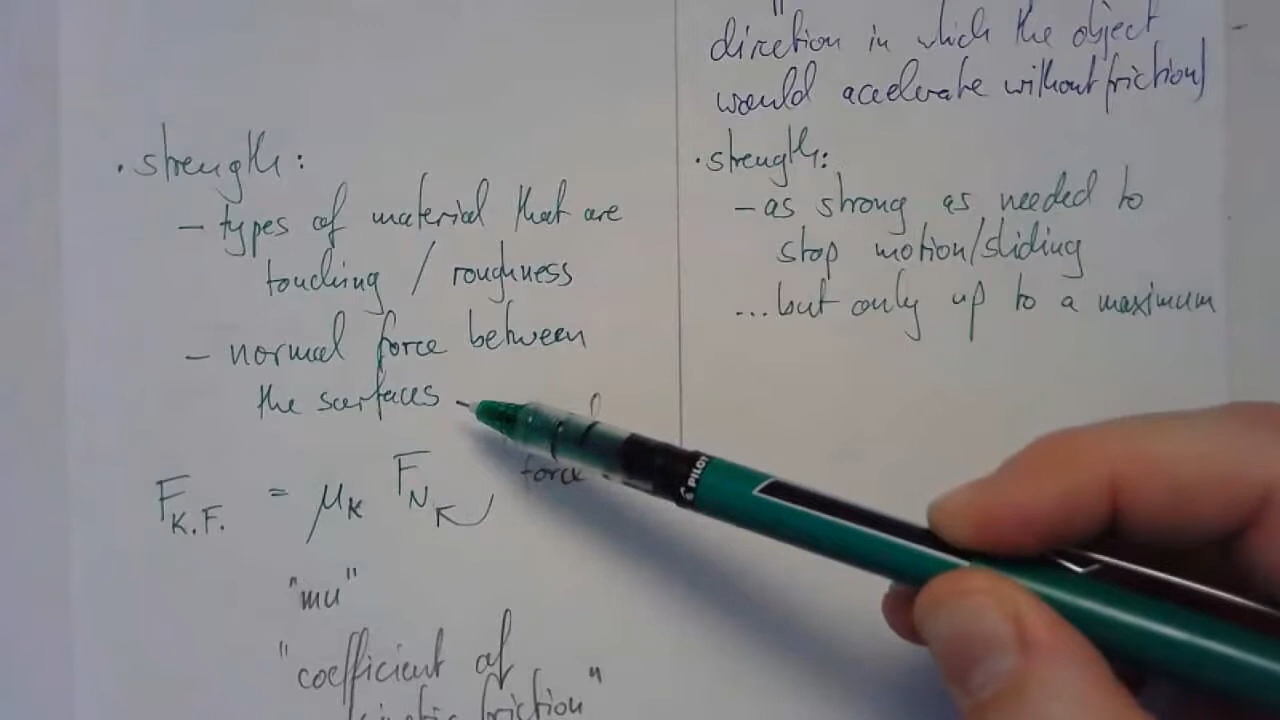 · strength:
– types of material that are
touching / roughness
– normal force between
the surfaces
force
F K.F. = μK FN
"mu"
"coefficient of
friction"
direction in which the object
would accelerate without friction)
· strength:
– as strong as needed to
stop motion/sliding
...but only up to a maximum
PILOT